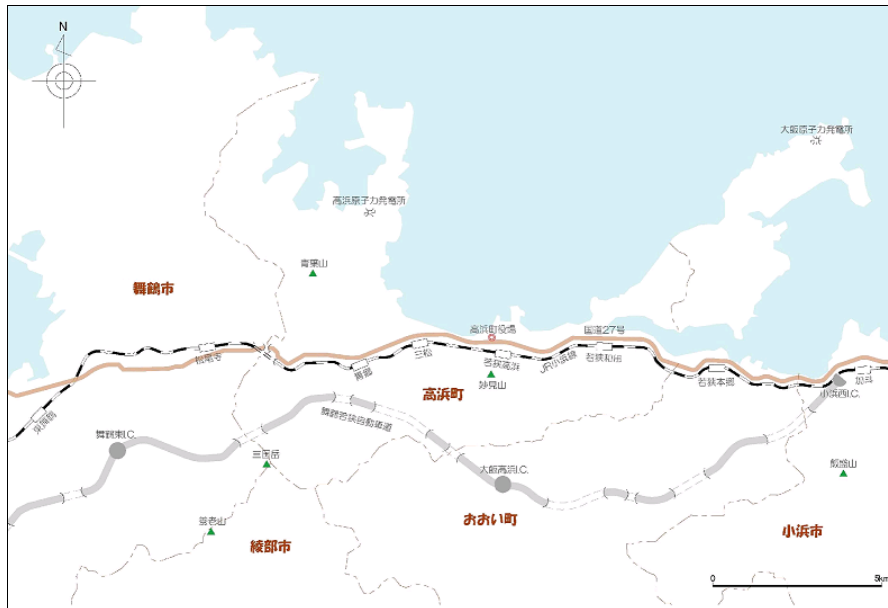 N
大飯原子力発電所
高浜原子力発電所
青葉山
舞鶴市
高浜町役場
国道27号
松尾寺
三松
若狭高浜
JR小浜線
若狭和田
青郷
妙見山
若狭本郷
加斗
小浜西I.C.
高浜町
東舞鶴
舞鶴若狭自動車道
舞鶴東I.C.
三国岳
大飯高浜I.C.
飯盛山
養老山
おおい町
綾部市
小浜市
0
5km